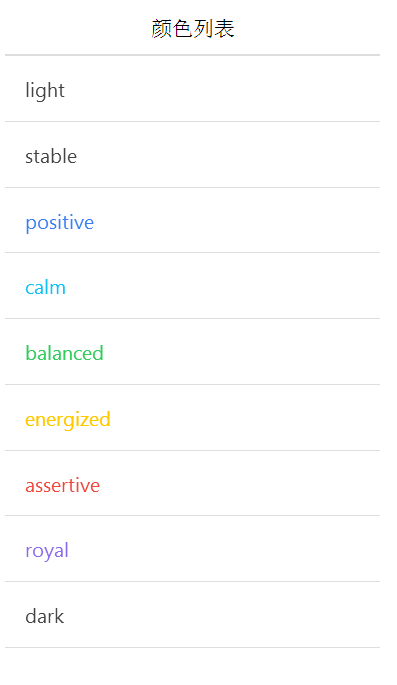 颜色列表
light
stable
positive
calm
balanced
energized
assertive
royal
dark